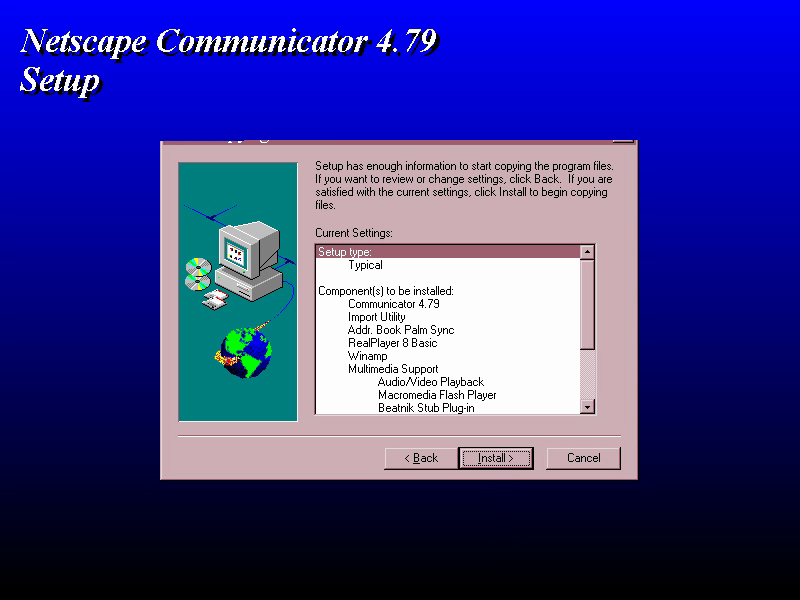 Netscape Communicator 4.79
Setup
Setup has enough information to start copying the program files.
If you want to review or change settings, click Back.  If you are
satisfied with the current settings, click Install to begin copying
files.
Current Settings:
Setup type:
Typical
Component(s) to be installed:
Communicator 4.79
Import Utility
Addr. Book Palm Sync
RealPlayer 8 Basic
Winamp
Multimedia Support
Audio/Video Playback
Macromedia Flash Player
Beatnik Stub Plug-in
< Back
Install >
Cancel